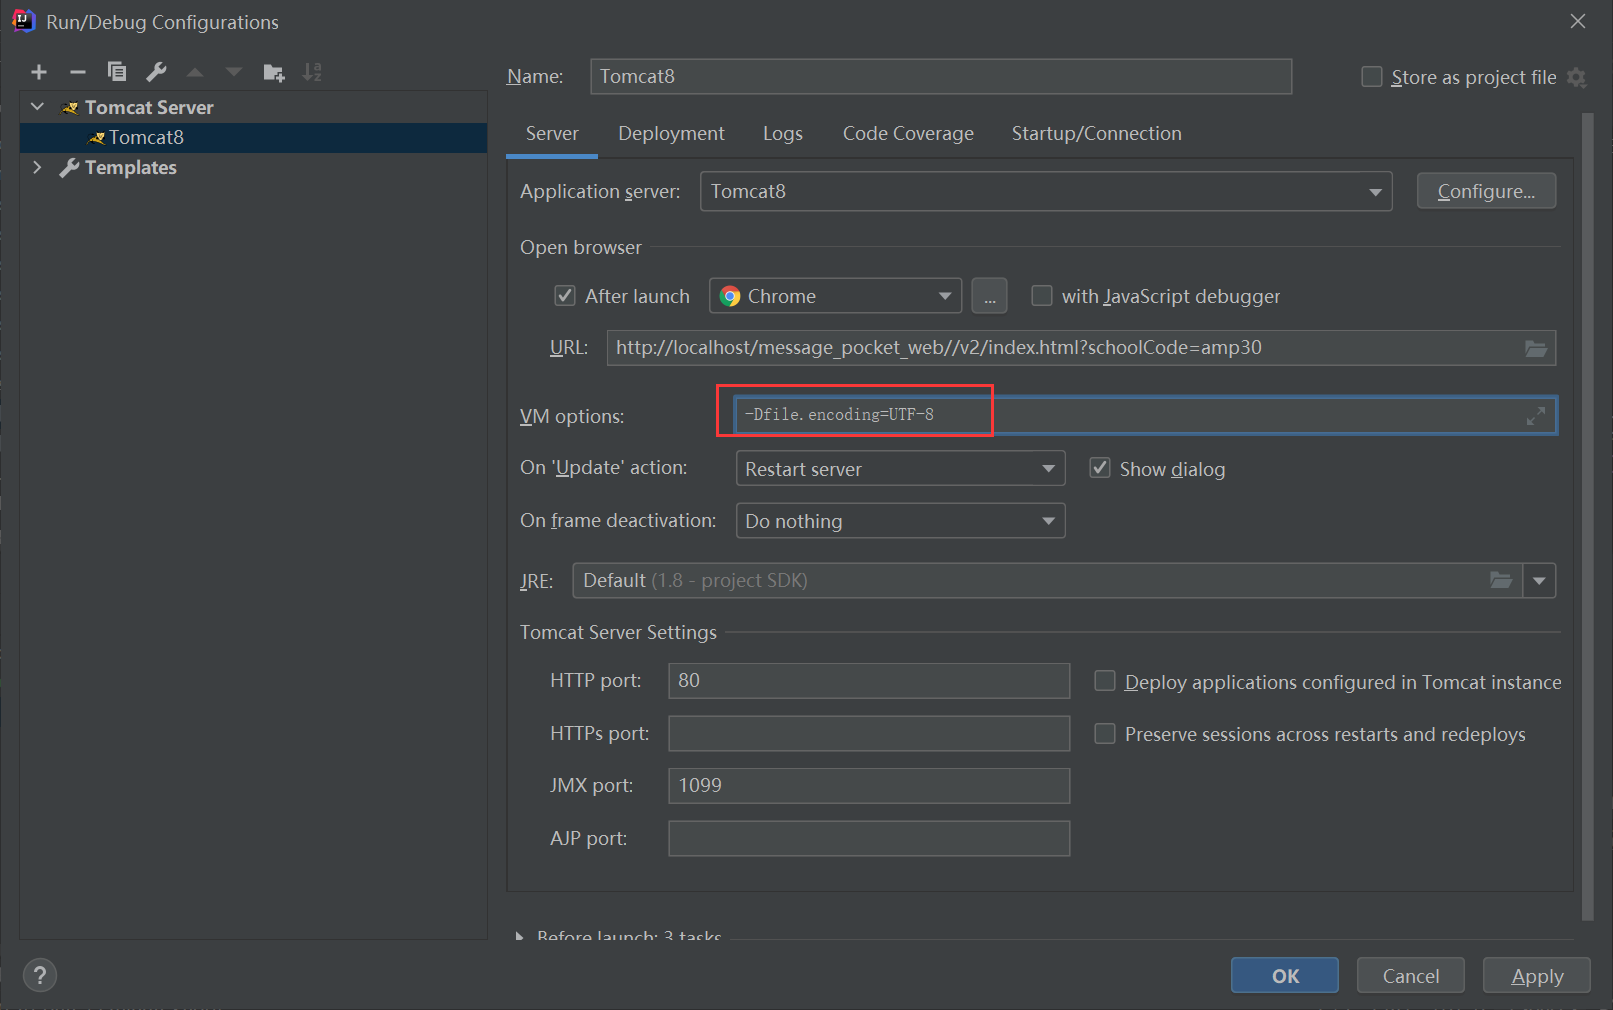 Run/Debug Configurations
Name: Tomcat8 Store as project file
Tomcat Server
Tomcat8
Templates
Server Deployment Logs Code Coverage Startup/Connection
Application server: Tomcat8 Configure...
Open browser
After launch Chrome ... with JavaScript debugger
URL: http://localhost/message_pocket_web//v2/index.html?schoolCode=amp30
VM options: -Dfile.encoding=UTF-8
On 'Update' action: Restart server Show dialog
On frame deactivation: Do nothing
JRE: Default (1.8 - project SDK)
Tomcat Server Settings
HTTP port: 80 Deploy applications configured in Tomcat instance
HTTPs port: Preserve sessions across restarts and redeploys
JMX port: 1099
AJP port:
Before launch: 3 tasks
? OK Cancel Apply